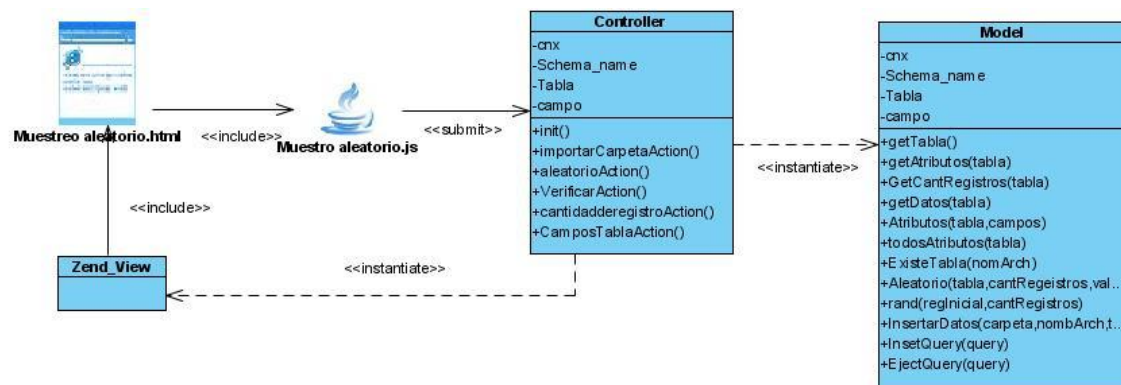 Muestreo aleatorio.html
<<include>>
Muestro aleatorio.js
<<submit>>
Controller
-cnx
-Schema_name
-Tabla
-campo
+init()
+importarCarpetaAction()
+aleatorioAction()
+VerificarAction()
+cantidadderegistroAction()
+CamposTablaAction()
<<instantiate>>
Model
-cnx
-Schema_name
-Tabla
-campo
+getTabla()
+getAtributos(tabla)
+GetCantRegistros(tabla)
+getDatos(tabla)
+Atributos(tabla,campos)
+todosAtributos(tabla)
+ExisteTabla(nomArch)
+Aleatorio(tabla,cantRegeistros,val...
+rand(regInicial,cantRegistros)
+InsertarDatos(carpeta,nombArch,t...
+InsetQuery(query)
+EjectQuery(query)
<<include>>
Zend_View
<<instantiate>>